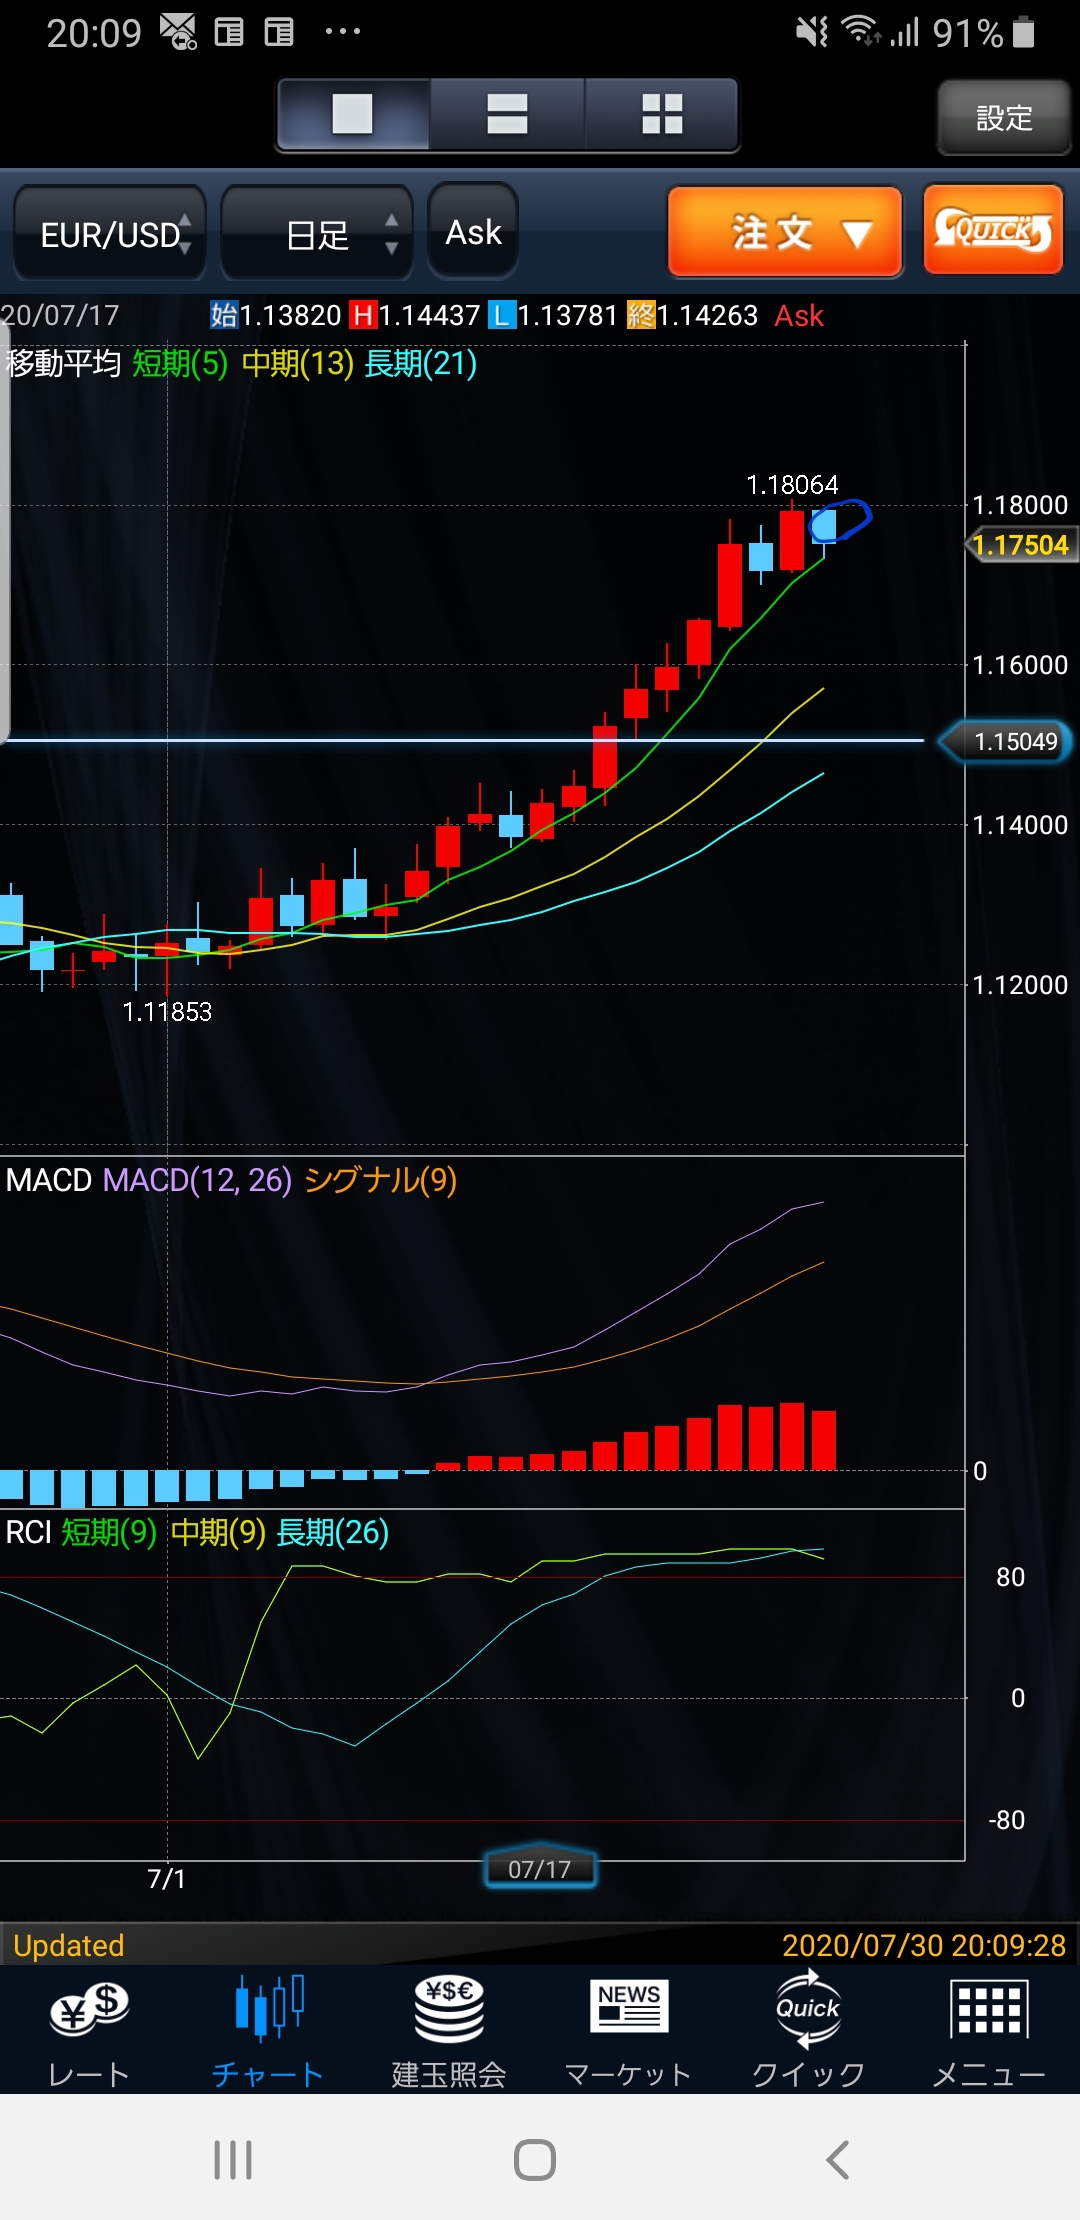 20:09 91%
設定
EUR/USD 日足 Ask 注文 ▼ QUICK
20/07/17 始1.13820 H1.14437 L1.13781 終1.14263 Ask
移動平均 短期(5) 中期(13) 長期(21)
1.18064
1.18000
1.17504
1.16000
1.15049
1.14000
1.12000
1.11853
MACD MACD(12, 26) シグナル(9)
0
RCI 短期(9) 中期(9) 長期(26)
80
0
-80
7/1 07/17
Updated 2020/07/30 20:09:28
¥ $ ¥$€ NEWS Quick
レート チャート 建玉照会 マーケット クイック メニュー